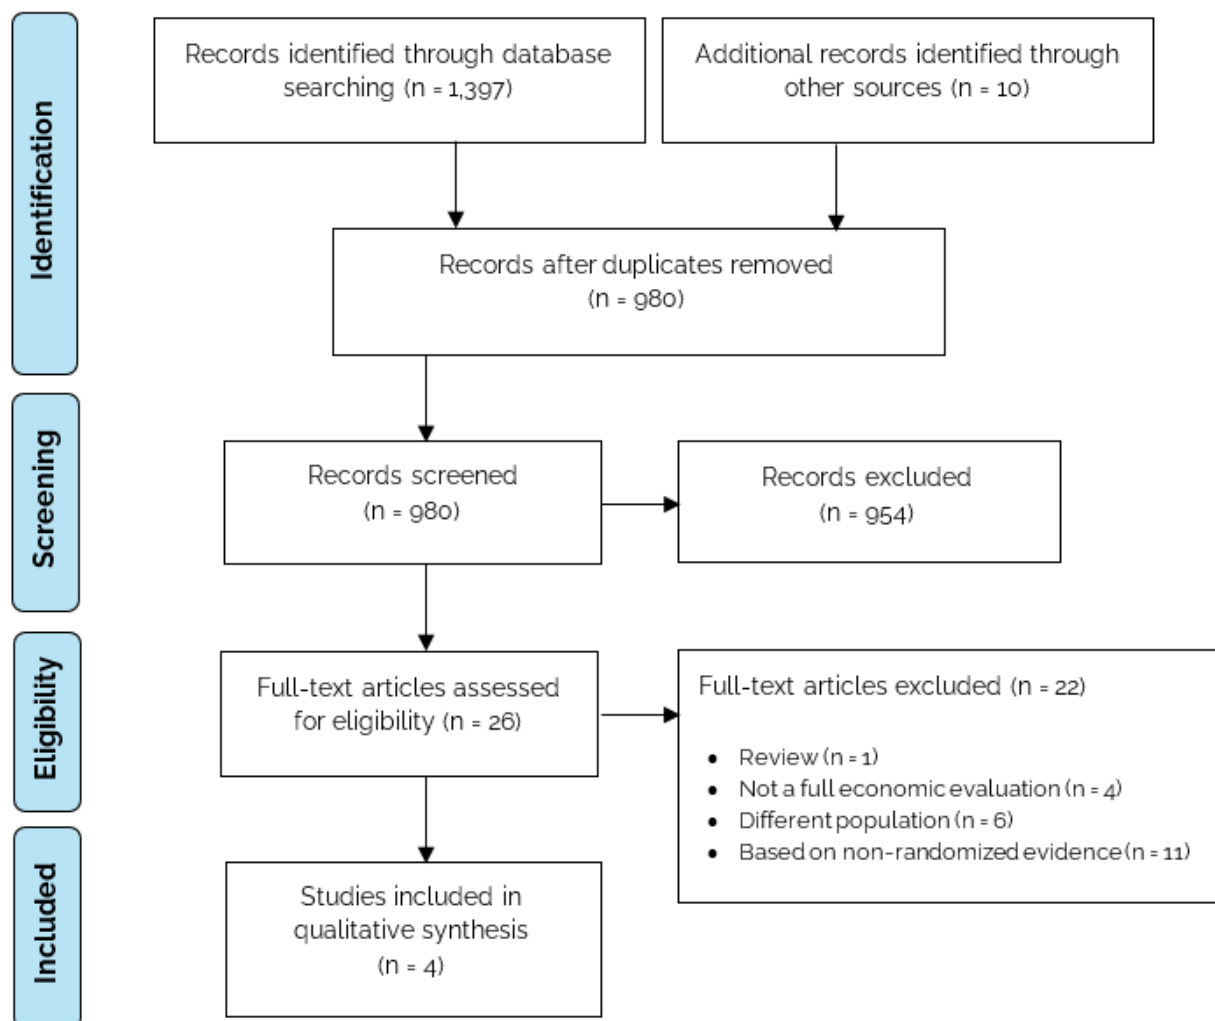 Identification
Records identified through database
searching (n = 1,397)
Additional records identified through
other sources (n = 10)
Records after duplicates removed
(n = 980)
Screening
Records screened
(n = 980)
Records excluded
(n = 954)
Eligibility
Full-text articles assessed
for eligibility (n = 26)
Full-text articles excluded (n = 22)
• Review (n = 1)
• Not a full economic evaluation (n = 4)
• Different population (n = 6)
• Based on non-randomized evidence (n = 11)
Included
Studies included in
qualitative synthesis
(n = 4)